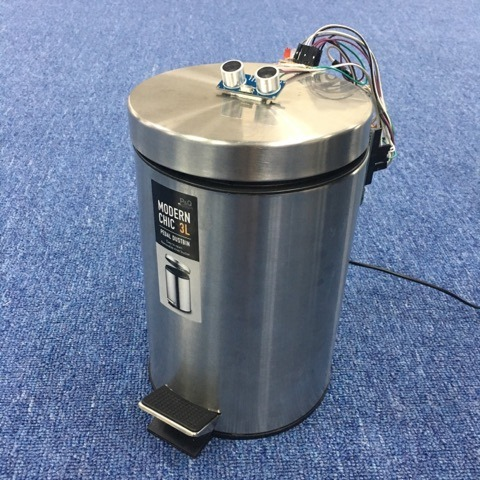 MODERN
CHIC 3L
PEDAL DUSTBIN